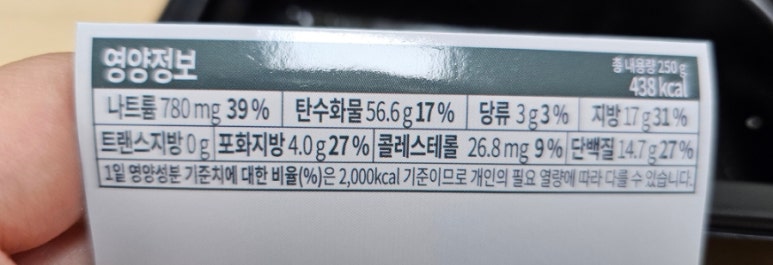 영양정보
총 내용량 250 g
438 kcal
나트륨 780 mg 39 % 탄수화물 56.6 g 17 % 당류 3 g 3 % 지방 17 g 31 %
트랜스지방 0 g 포화지방 4.0 g 27 % 콜레스테롤 26.8 mg 9 % 단백질 14.7 g 27 %
1일 영양성분 기준치에 대한 비율(%)은 2,000kcal 기준이므로 개인의 필요 열량에 따라 다를 수 있습니다.